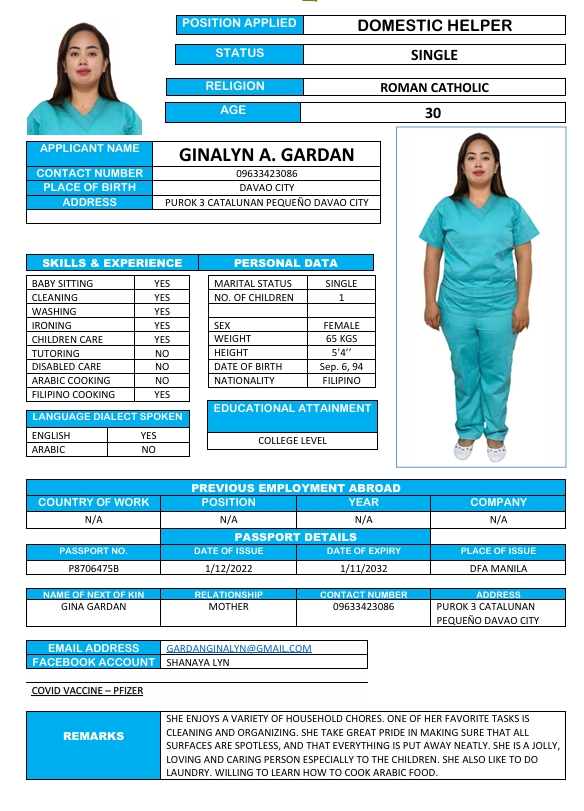 POSITION APPLIED DOMESTIC HELPER
STATUS SINGLE
RELIGION ROMAN CATHOLIC
AGE 30
APPLICANT NAME GINALYN A. GARDAN
CONTACT NUMBER 09633423086
PLACE OF BIRTH DAVAO CITY
ADDRESS PUROK 3 CATALUNAN PEQUEÑO DAVAO CITY
SKILLS & EXPERIENCE PERSONAL DATA
BABY SITTING YES MARITAL STATUS SINGLE
CLEANING YES NO. OF CHILDREN 1
WASHING YES
IRONING YES SEX FEMALE
CHILDREN CARE YES WEIGHT 65 KGS
TUTORING NO HEIGHT 5'4''
DISABLED CARE NO DATE OF BIRTH Sep. 6, 94
ARABIC COOKING NO NATIONALITY FILIPINO
FILIPINO COOKING YES
LANGUAGE DIALECT SPOKEN EDUCATIONAL ATTAINMENT
ENGLISH YES COLLEGE LEVEL
ARABIC NO
PREVIOUS EMPLOYMENT ABROAD
COUNTRY OF WORK POSITION YEAR COMPANY
N/A N/A N/A N/A
PASSPORT DETAILS
PASSPORT NO. DATE OF ISSUE DATE OF EXPIRY PLACE OF ISSUE
P8706475B 1/12/2022 1/11/2032 DFA MANILA
NAME OF NEXT OF KIN RELATIONSHIP CONTACT NUMBER ADDRESS
GINA GARDAN MOTHER 09633423086 PUROK 3 CATALUNAN
PEQUEÑO DAVAO CITY
EMAIL ADDRESS GARDANGINALYN@GMAIL.COM
FACEBOOK ACCOUNT SHANAYA LYN
COVID VACCINE – PFIZER
REMARKS
SHE ENJOYS A VARIETY OF HOUSEHOLD CHORES. ONE OF HER FAVORITE TASKS IS
CLEANING AND ORGANIZING. SHE TAKE GREAT PRIDE IN MAKING SURE THAT ALL
SURFACES ARE SPOTLESS, AND THAT EVERYTHING IS PUT AWAY NEATLY. SHE IS A JOLLY,
LOVING AND CARING PERSON ESPECIALLY TO THE CHILDREN. SHE ALSO LIKE TO DO
LAUNDRY. WILLING TO LEARN HOW TO COOK ARABIC FOOD.